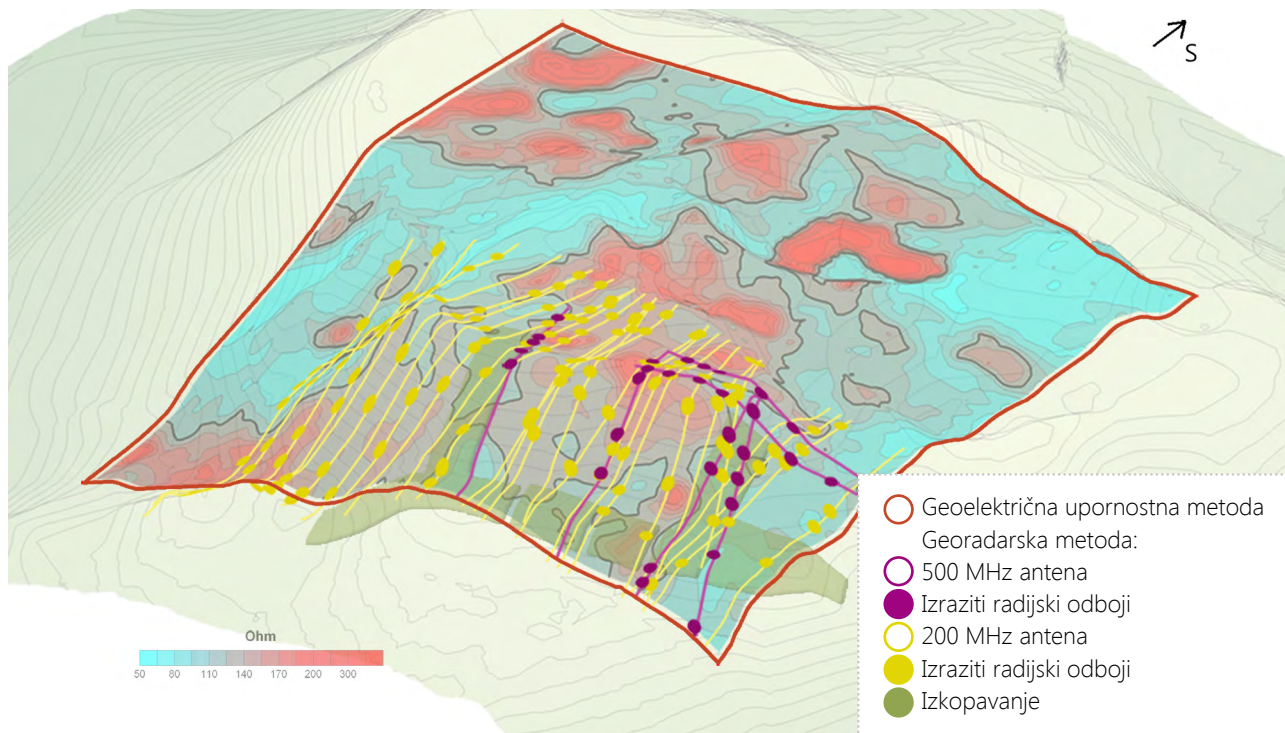 S
Ohm
50 80 110 140 170 200 300
Geoelektrična upornostna metoda
Georadarska metoda:
500 MHz antena
Izraziti radijski odboji
200 MHz antena
Izraziti radijski odboji
Izkopavanje